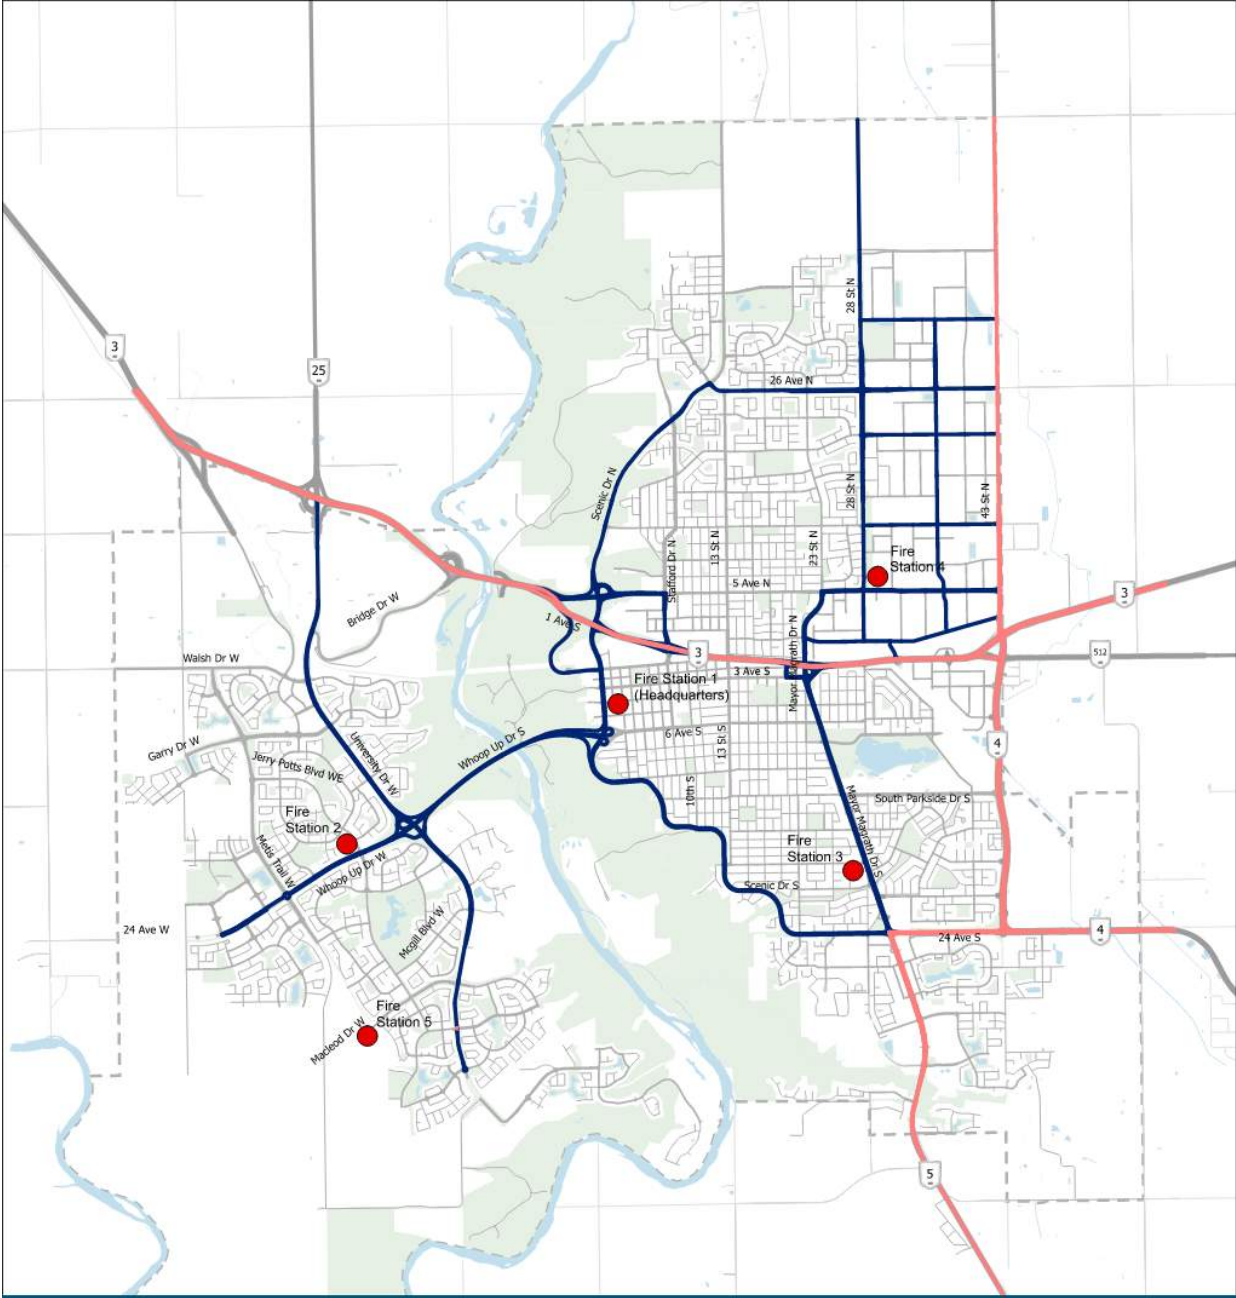 28 St N
3
25
26 Ave N
Scenic Dr N
28 St N
43 St N
13 St N
23 St N
Stafford Dr N
Fire
Station 4
5 Ave N
3
Bridge Dr W
1 Ave S
Mayor Magrath Dr N
3
512
Walsh Dr W
3 Ave S
Fire Station 1
(Headquarters)
6 Ave S
13 St S
Whoop Up Dr S
4
Garry Dr W
University Dr W
Jerry Potts Blvd WE
10th S
South Parkside Dr S
Mayor Magrath Dr S
Fire
Station 2
Metis Trail W
Whoop Up Dr W
Fire
Station 3
Scenic Dr S
24 Ave W
Mcgill Blvd W
24 Ave S
4
Fire
Station 5
Macleod Dr W
5